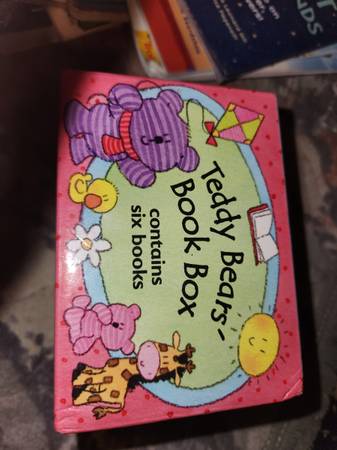 Teddy Bears-
Book Box
contains
six books